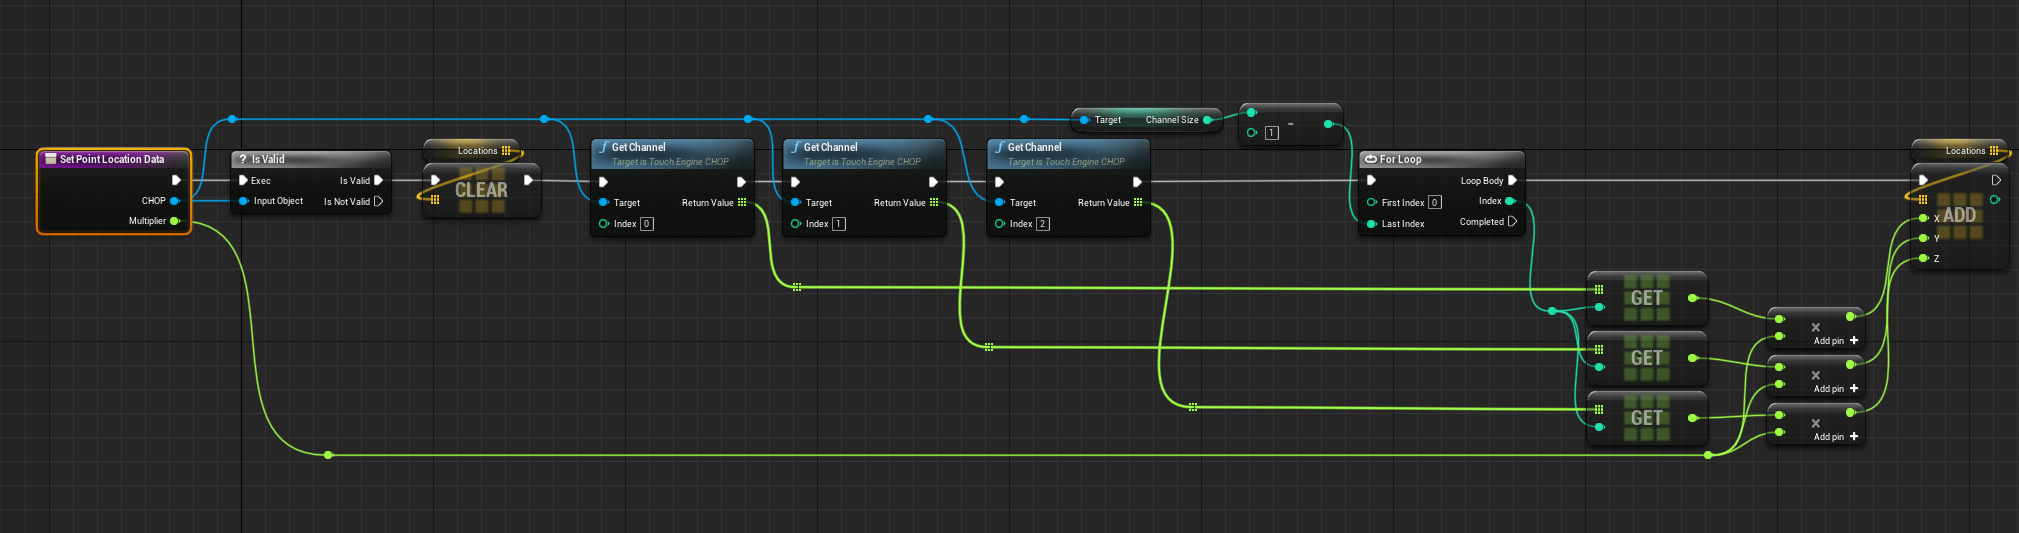 Set Point Location Data
CHOP
Multiplier
? Is Valid
Exec
Is Valid
Input Object
Is Not Valid
Locations
CLEAR
f Get Channel
Target is Touch Engine CHOP
Target
Return Value
Index 0
f Get Channel
Target is Touch Engine CHOP
Target
Return Value
Index 1
f Get Channel
Target is Touch Engine CHOP
Target
Return Value
Index 2
Target
Channel Size
1
-
For Loop
Loop Body
First Index 0
Index
Last Index
Completed
GET
GET
GET
×
Add pin +
×
Add pin +
×
Add pin +
Locations
ADD
X
Y
Z